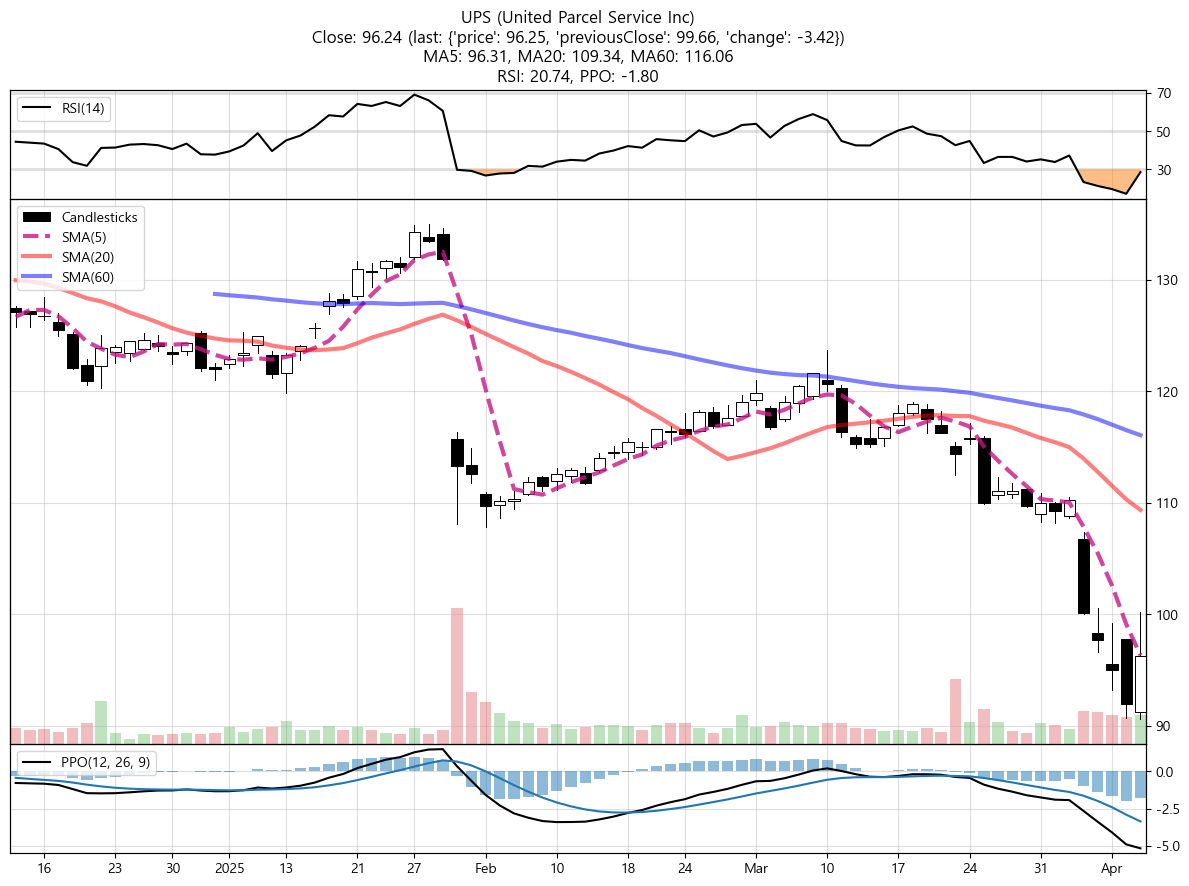 UPS (United Parcel Service Inc)
Close: 96.24 (last: {'price': 96.25, 'previousClose': 99.66, 'change': -3.42})
MA5: 96.31, MA20: 109.34, MA60: 116.06
RSI: 20.74, PPO: -1.80
RSI(14)
70
50
30
Candlesticks
SMA(5)
SMA(20)
SMA(60)
130
120
110
100
90
PPO(12, 26, 9)
0.0
-2.5
-5.0
16 23 30 2025 13 21 27 Feb 10 18 24 Mar 10 17 24 31 Apr